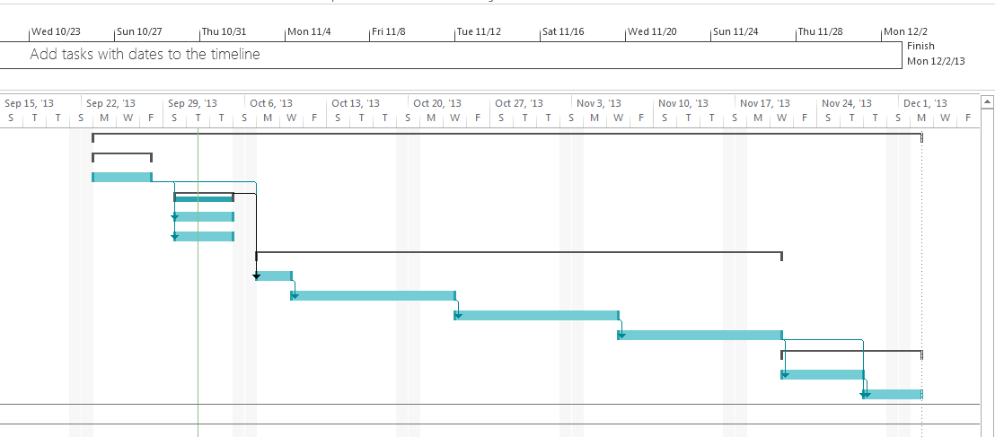 Wed 10/23 Sun 10/27 Thu 10/31 Mon 11/4 Fri 11/8 Tue 11/12 Sat 11/16 Wed 11/20 Sun 11/24 Thu 11/28 Mon 12/2
Add tasks with dates to the timeline
Finish
Mon 12/2/13
Sep 15, '13 Sep 22, '13 Sep 29, '13 Oct 6, '13 Oct 13, '13 Oct 20, '13 Oct 27, '13 Nov 3, '13 Nov 10, '13 Nov 17, '13 Nov 24, '13 Dec 1, '13
S T T S M W F S T T S M W F S T T S M W F S T T S M W F S T T S M W F S T T S M W F